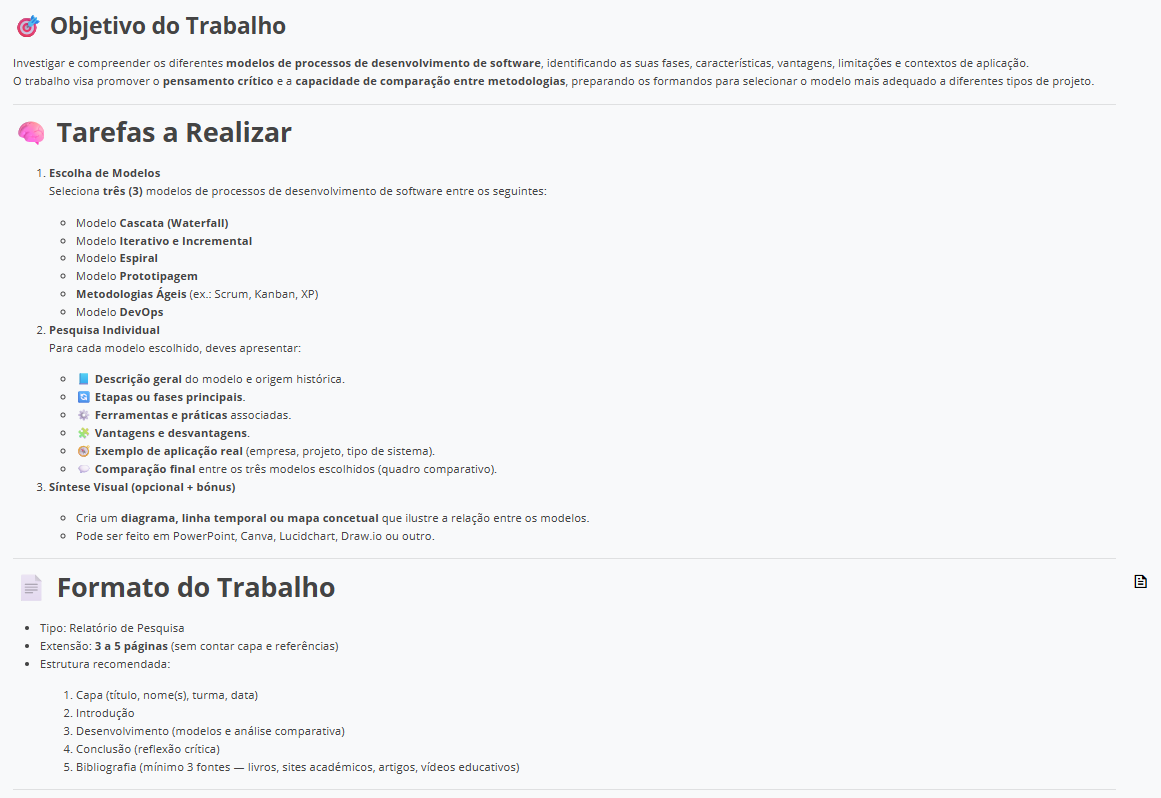 Objetivo do Trabalho
Investigar e compreender os diferentes modelos de processos de desenvolvimento de software, identificando as suas fases, características, vantagens, limitações e contextos de aplicação.
O trabalho visa promover o pensamento crítico e a capacidade de comparação entre metodologias, preparando os formandos para selecionar o modelo mais adequado a diferentes tipos de projeto.
Tarefas a Realizar
1. Escolha de Modelos
Seleciona três (3) modelos de processos de desenvolvimento de software entre os seguintes:
Modelo Cascata (Waterfall)
Modelo Iterativo e Incremental
Modelo Espiral
Modelo Prototipagem
Metodologias Ágeis (ex.: Scrum, Kanban, XP)
Modelo DevOps
2. Pesquisa Individual
Para cada modelo escolhido, deves apresentar:
Descrição geral do modelo e origem histórica.
Etapas ou fases principais.
Ferramentas e práticas associadas.
Vantagens e desvantagens.
Exemplo de aplicação real (empresa, projeto, tipo de sistema).
Comparação final entre os três modelos escolhidos (quadro comparativo).
3. Síntese Visual (opcional + bónus)
Cria um diagrama, linha temporal ou mapa concetual que ilustre a relação entre os modelos.
Pode ser feito em PowerPoint, Canva, Lucidchart, Draw.io ou outro.
Formato do Trabalho
Tipo: Relatório de Pesquisa
Extensão: 3 a 5 páginas (sem contar capa e referências)
Estrutura recomendada:
1. Capa (título, nome(s), turma, data)
2. Introdução
3. Desenvolvimento (modelos e análise comparativa)
4. Conclusão (reflexão crítica)
5. Bibliografia (mínimo 3 fontes — livros, sites académicos, artigos, vídeos educativos)